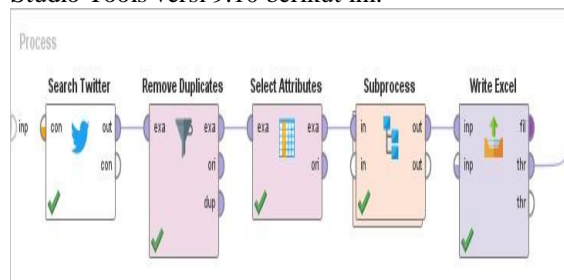 Studio Tools versi 9.10 berikut ini:
Process
Search Twitter Remove Duplicates Select Attributes Subprocess Write Excel
inp con out exa exa exa exa in out inp fil
con ori ori in out inp thr
dup thr